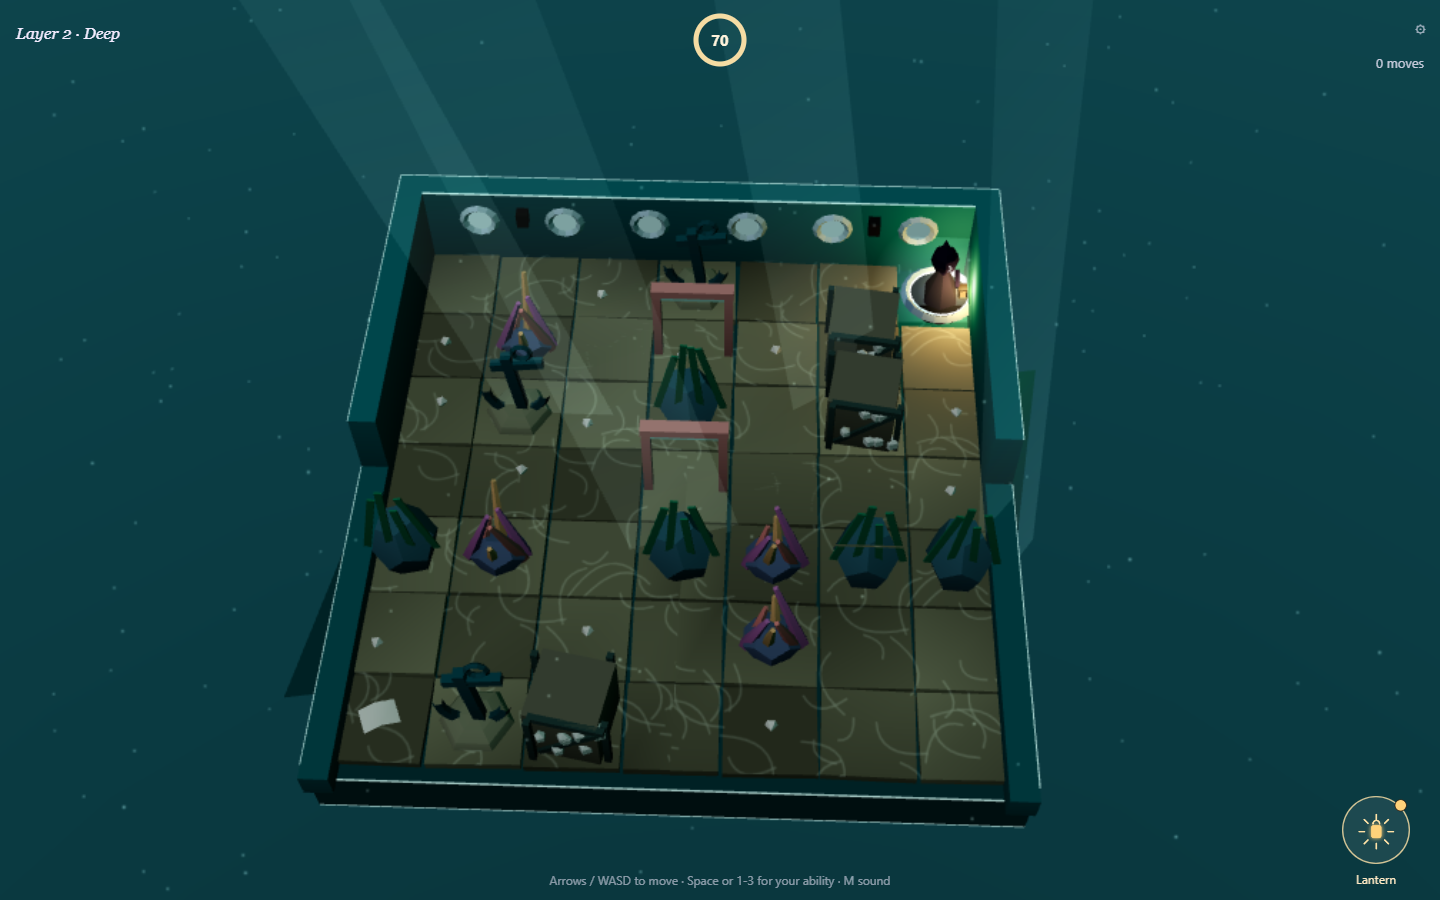 Layer 2 · Deep
70
0 moves
Lantern
Arrows / WASD to move · Space or 1-3 for your ability · M sound